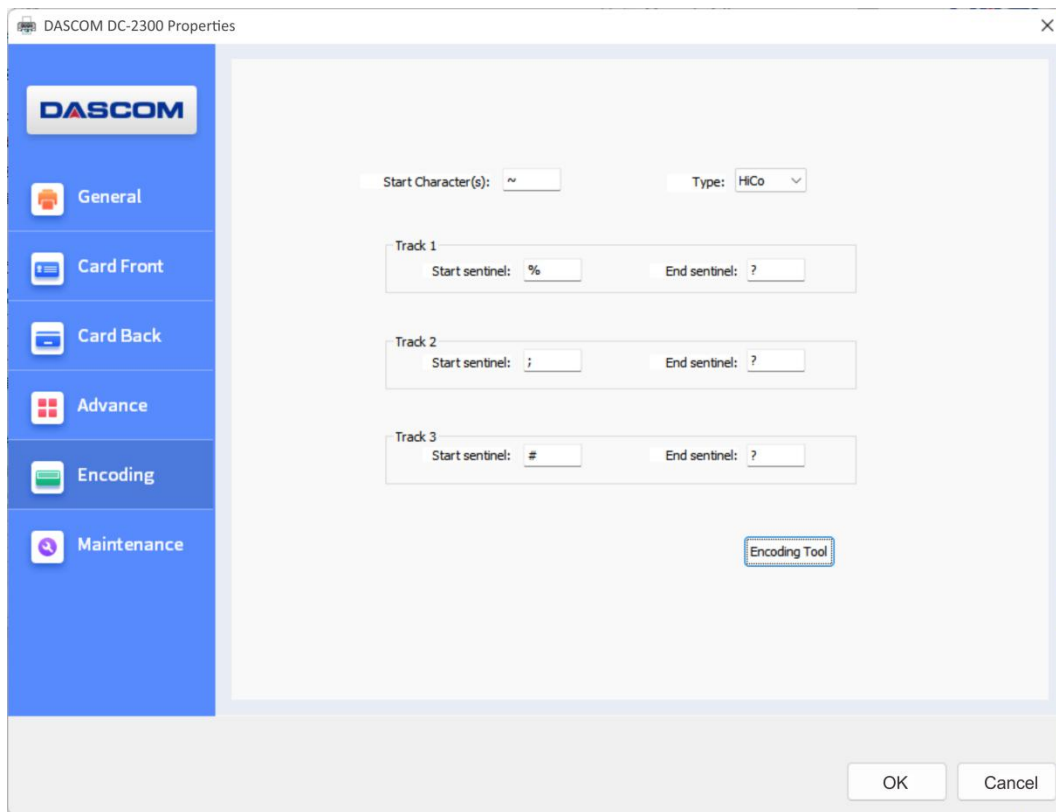 DASCOM DC-2300 Properties
DASCOM
General
Card Front
Card Back
Advance
Encoding
Maintenance
Start Character(s): ~ Type: HiCo
Track 1
Start sentinel: % End sentinel: ?
Track 2
Start sentinel: ; End sentinel: ?
Track 3
Start sentinel: # End sentinel: ?
Encoding Tool
OK Cancel